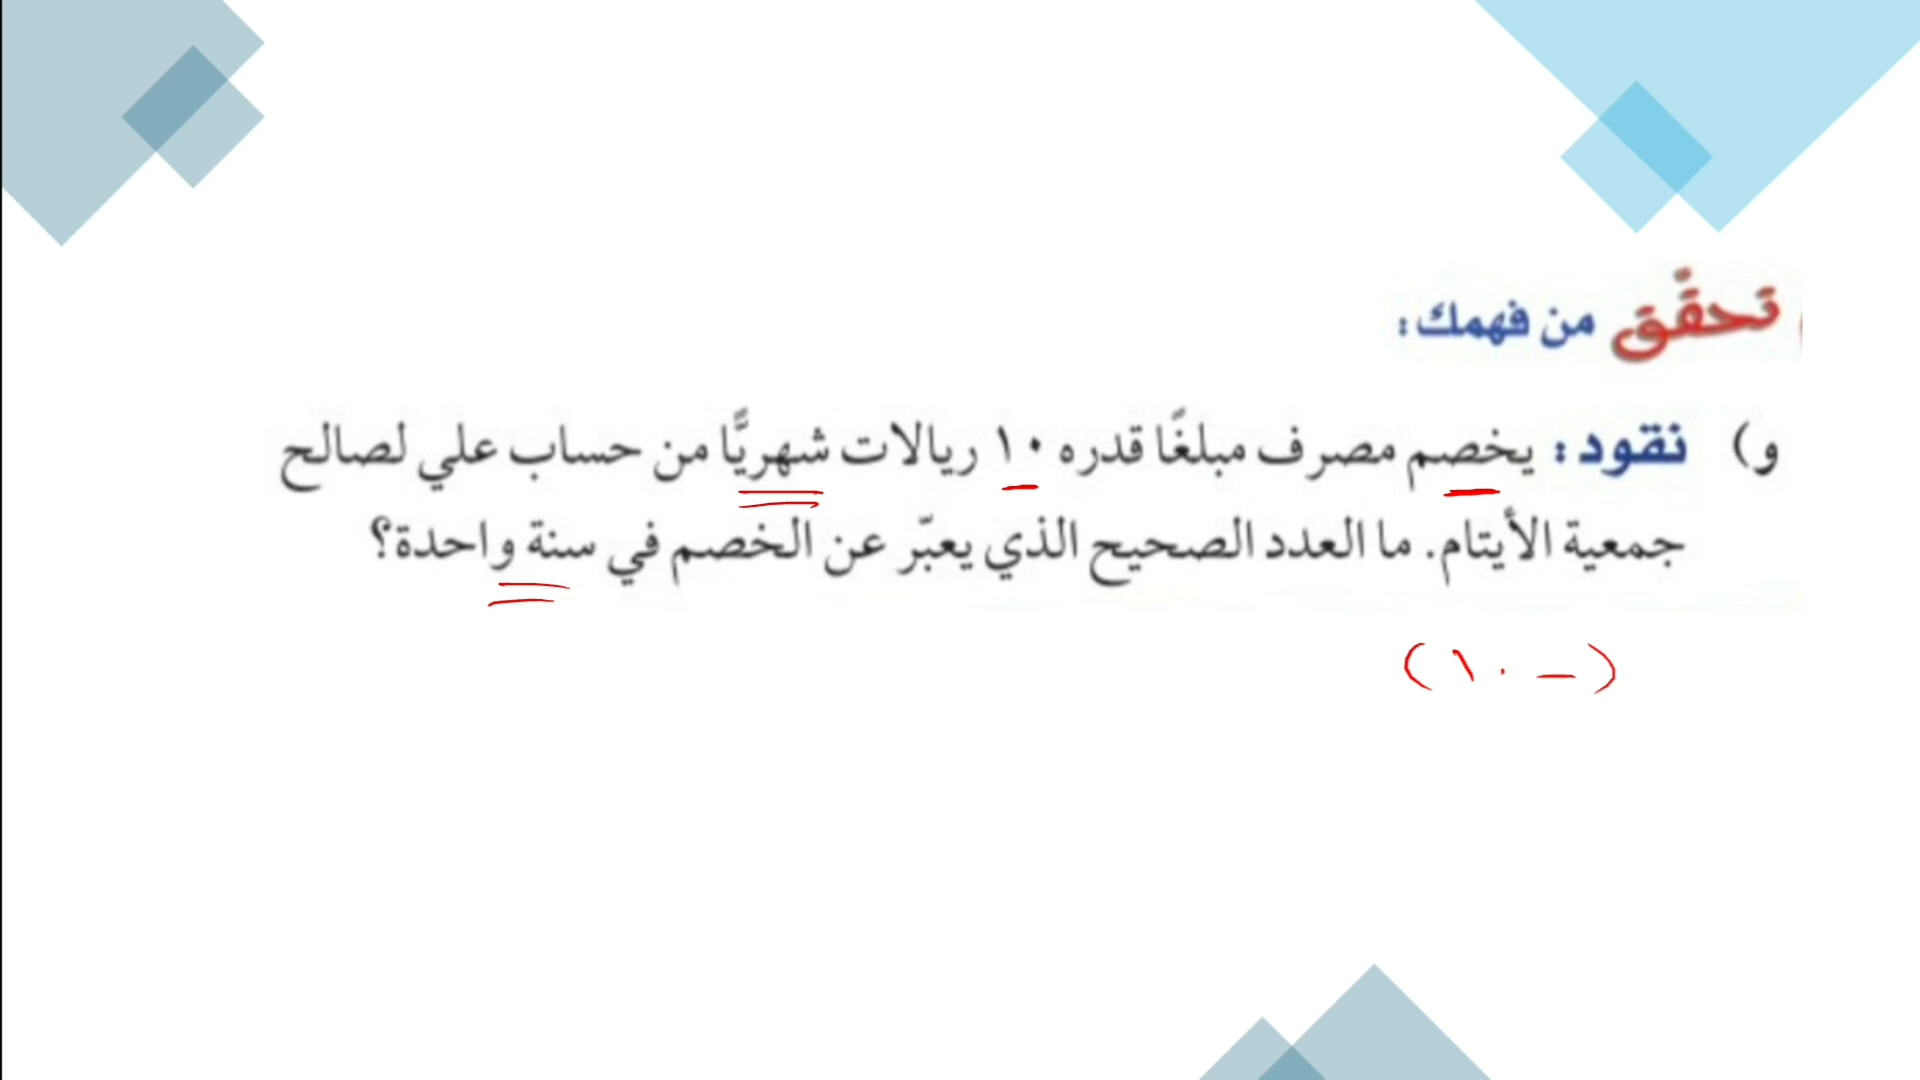 تحقّق من فهمك:
و) نقود: يخصم مصرف مبلغًا قدره ١٠ ريالات شهريًّا من حساب علي لصالح
جمعية الأيتام. ما العدد الصحيح الذي يعبّر عن الخصم في سنة واحدة؟
(-١٠)